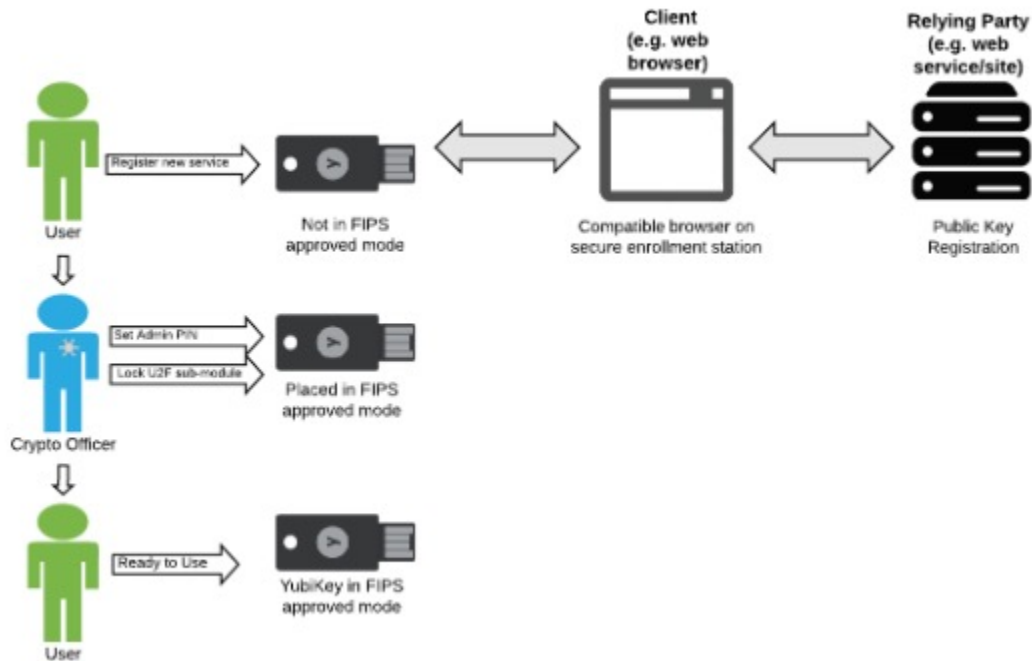 Client
(e.g. web
browser)
Relying Party
(e.g. web
service/site)
Register new service
User
Not in FIPS
approved mode
Compatible browser on
secure enrollment station
Public Key
Registration
Set Admin PIN
Lock U2F sub-module
Placed in FIPS
approved mode
Crypto Officer
Ready to Use
YubiKey in FIPS
approved mode
User